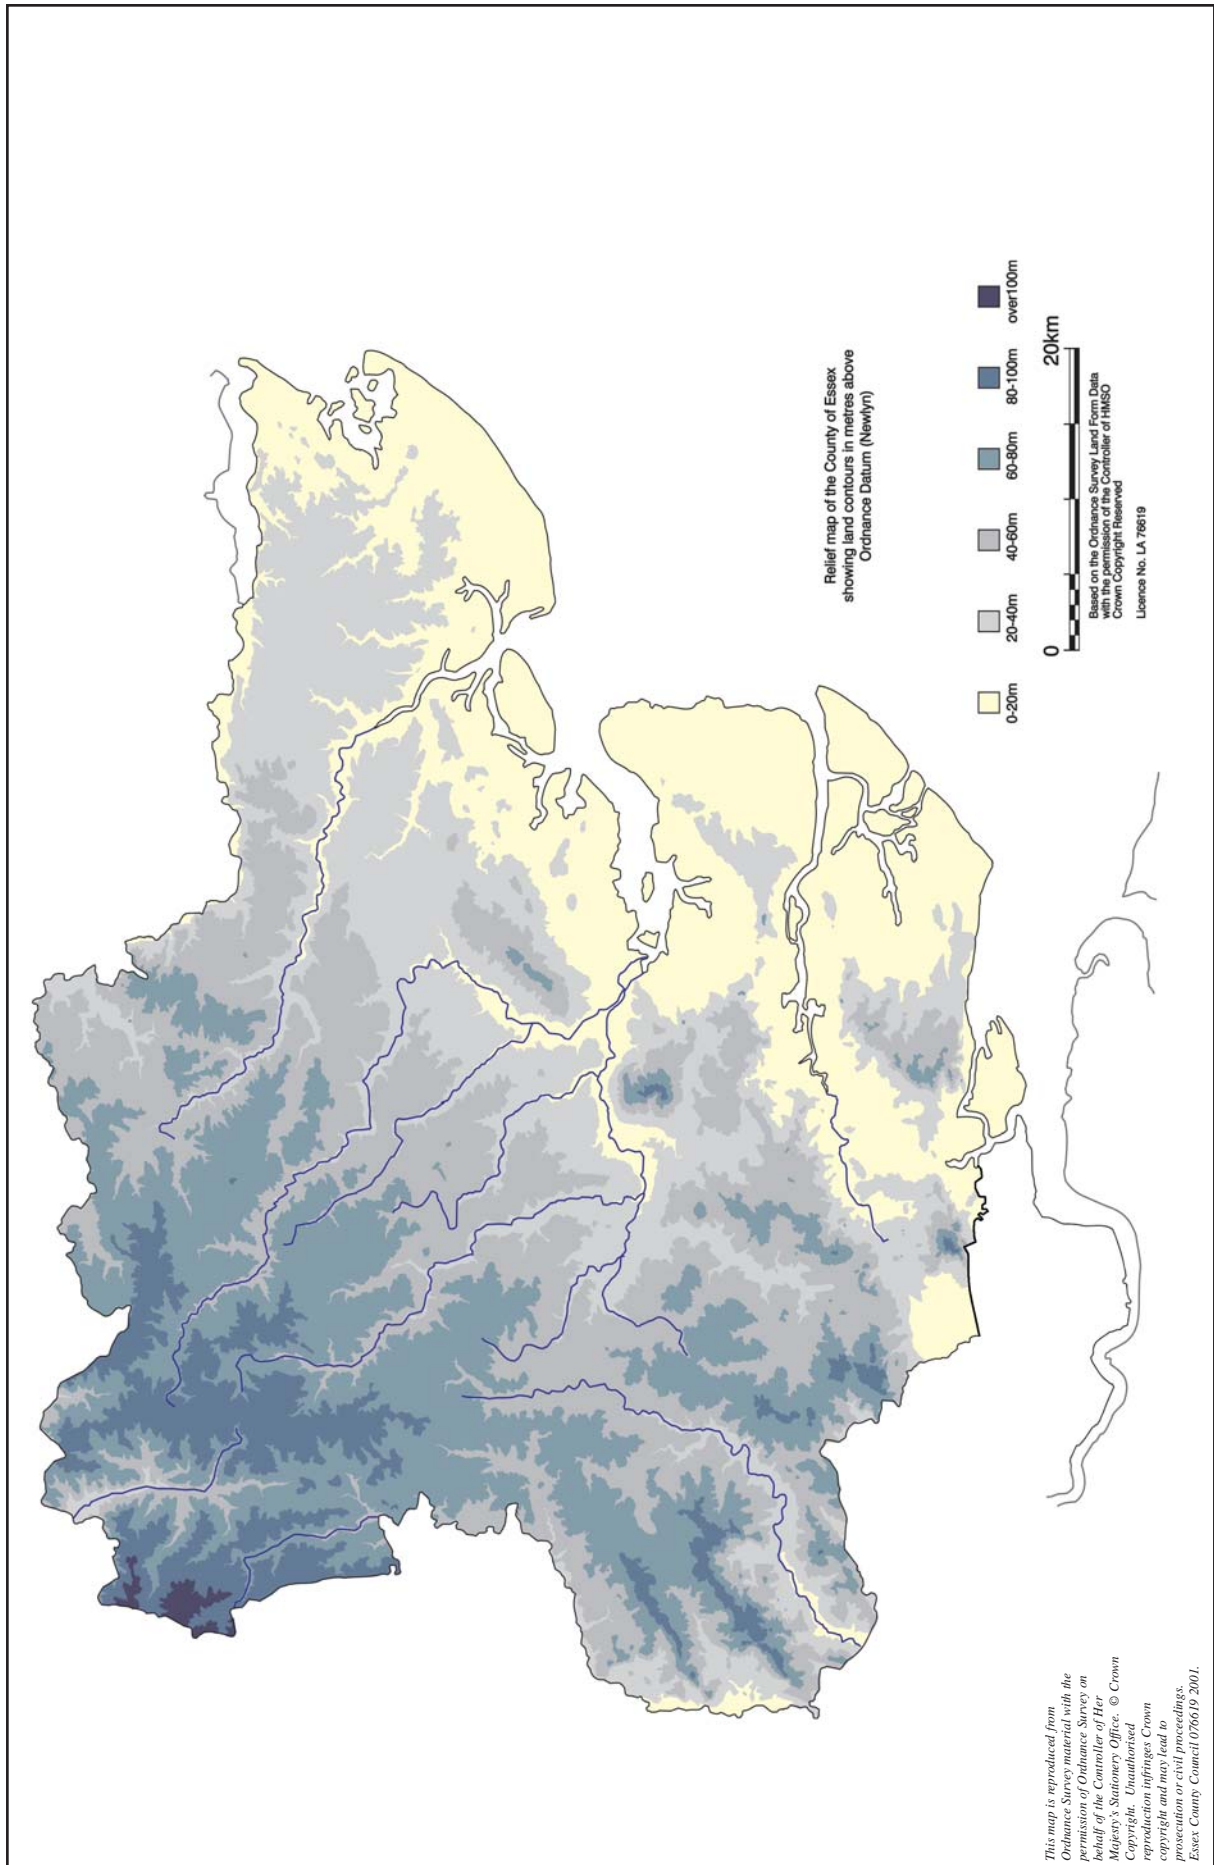 Relief map of the County of Essex
showing land contours in metres above
Ordnance Datum (Newlyn)
0-20m
20-40m
40-60m
60-80m
80-100m
over100m
0
20km
Based on the Ordnance Survey Land Form Data
with the permission of the Controller of HMSO
Crown Copyright Reserved
Licence No. LA 76619
This map is reproduced from
Ordnance Survey material with the
permission of Ordnance Survey on
behalf of the Controller of Her
Majesty's Stationery Office. © Crown
Copyright. Unauthorised
reproduction infringes Crown
copyright and may lead to
prosecution or civil proceedings.
Essex County Council 076619 2001.